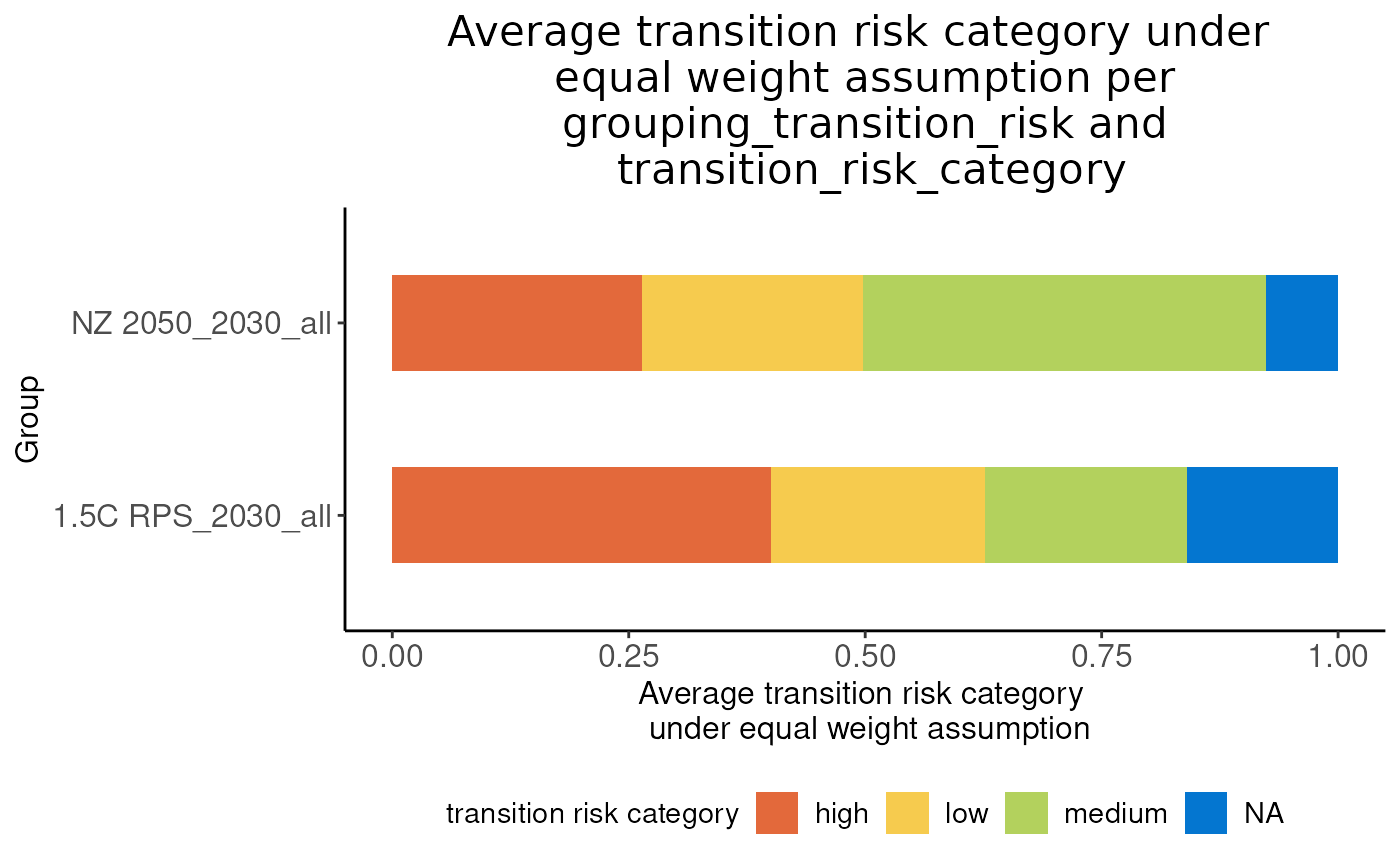 Average transition risk category under
equal weight assumption per
grouping_transition_risk and
transition_risk_category
Group
NZ 2050_2030_all
1.5C RPS_2030_all
0.00 0.25 0.50 0.75 1.00
Average transition risk category
under equal weight assumption
transition risk category high low medium NA